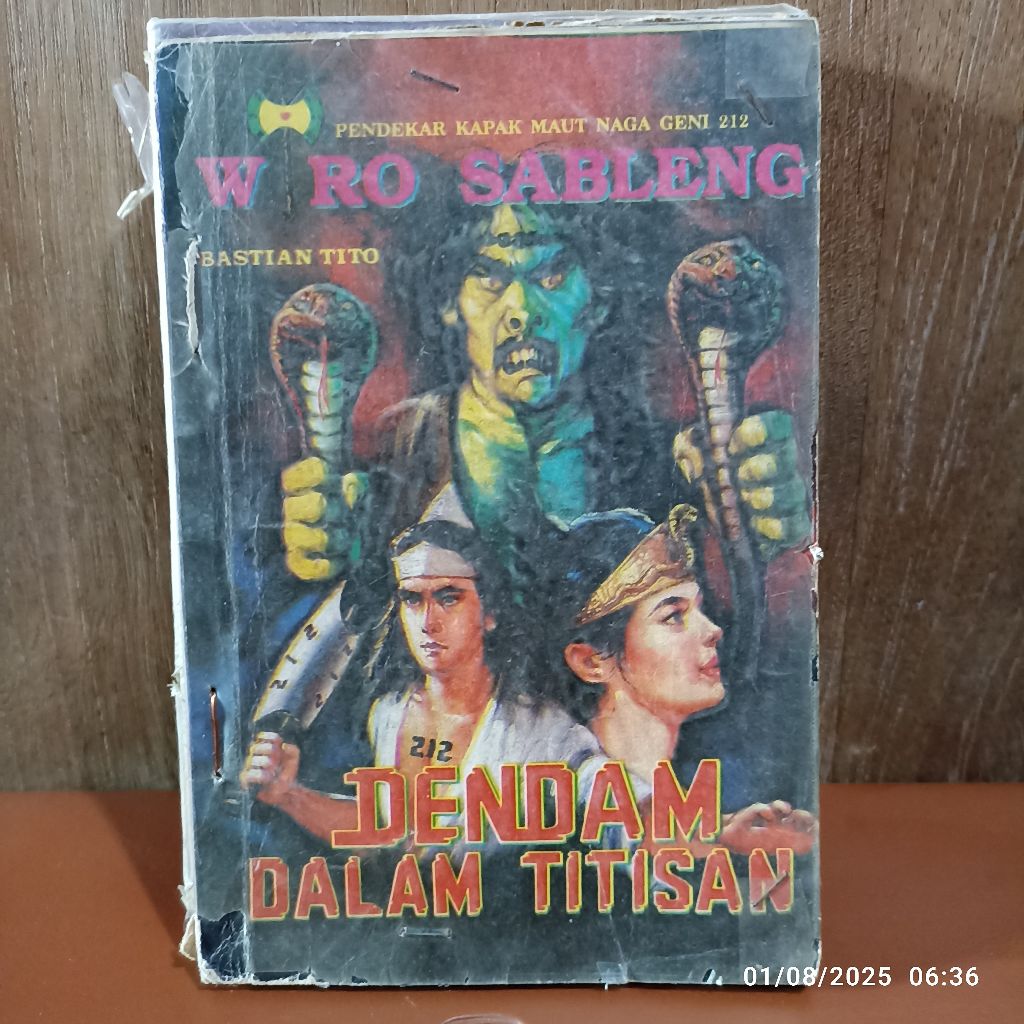 PENDEKAR KAPAK MAUT NAGA GENI 212
W RO SABLENG
BASTIAN TITO
212
212
212
DENDAM
DALAM TITISAN
01/08/2025 06:36